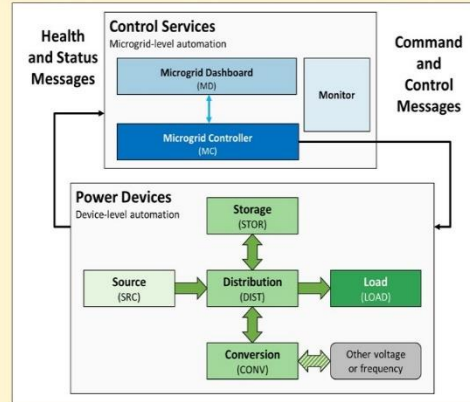 Control Services
Microgrid-level automation
Health
and Status
Messages
Command
and
Control
Messages
Microgrid Dashboard
(MD)
Monitor
Microgrid Controller
(MC)
Power Devices
Device-level automation
Storage
(STOR)
Source
(SRC)
Distribution
(DIST)
Load
(LOAD)
Conversion
(CONV)
Other voltage
or frequency